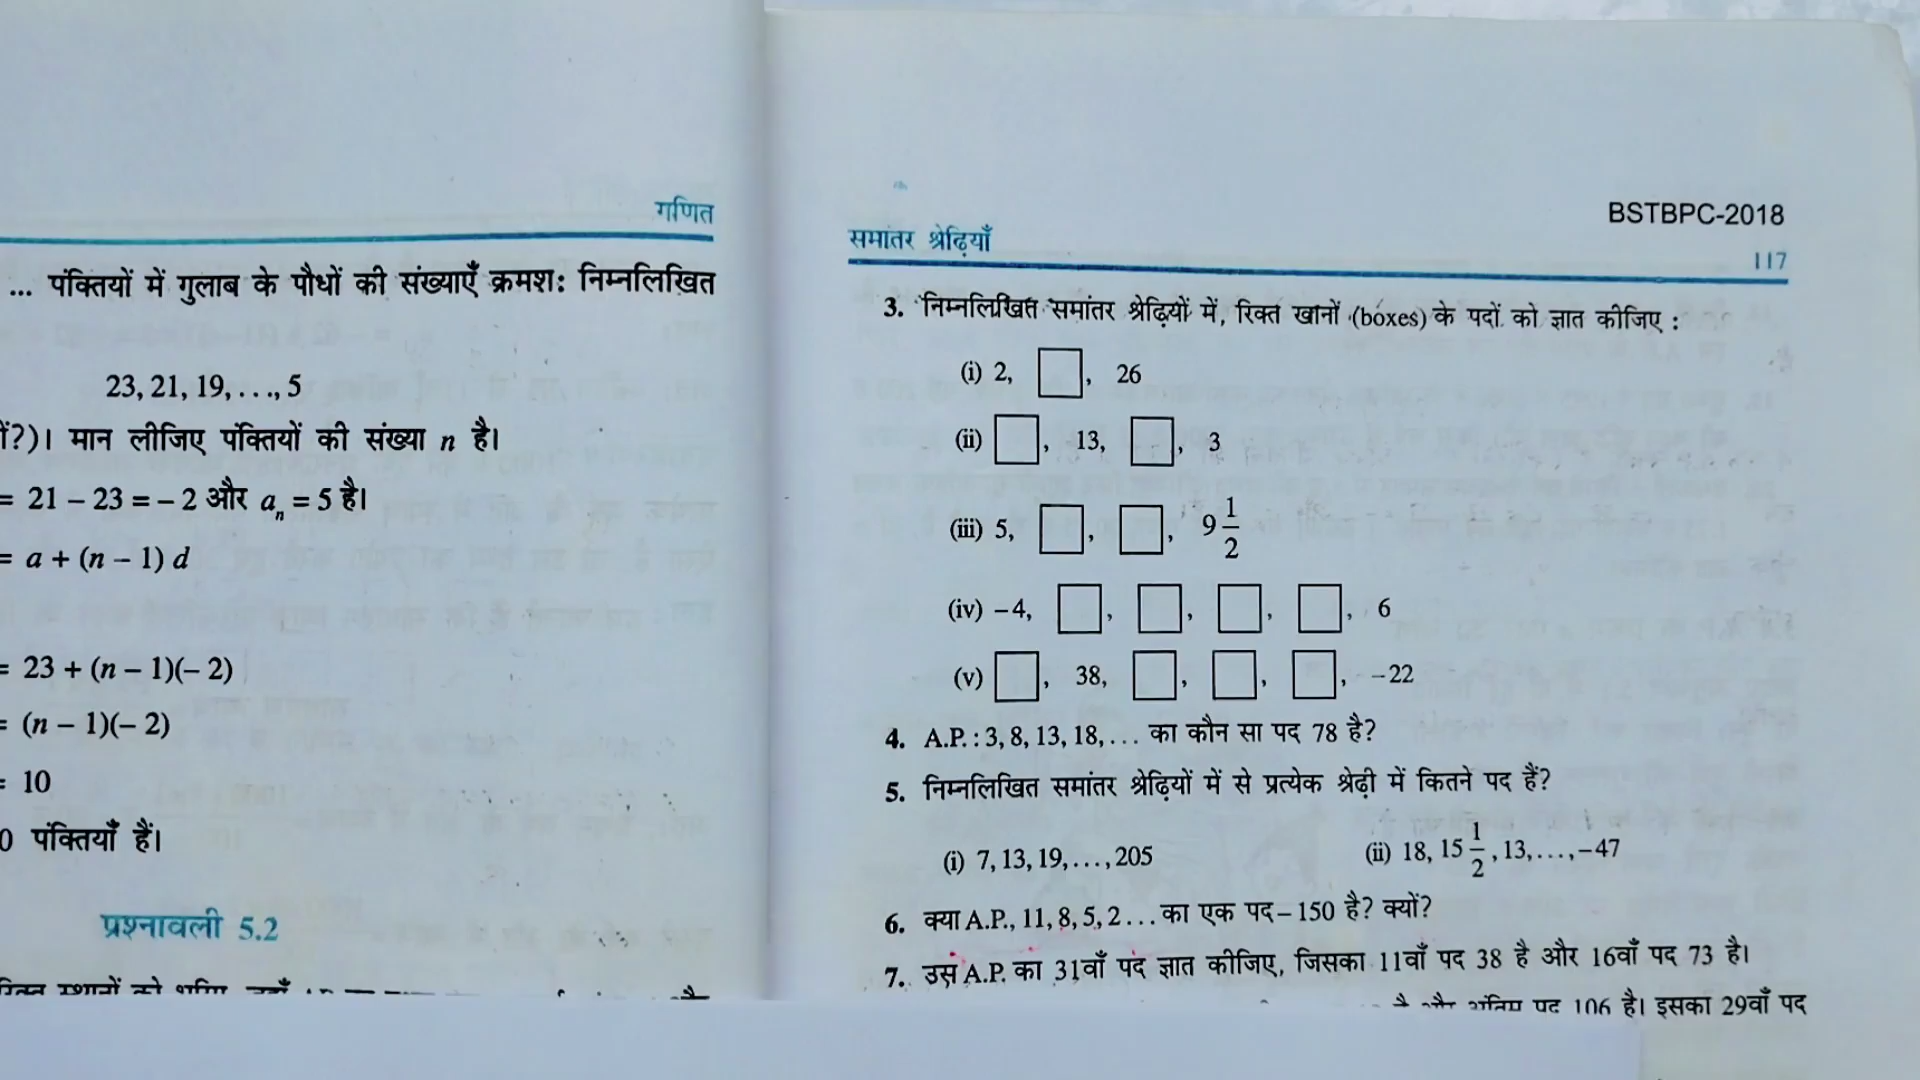 गणित
... पंक्तियों में गुलाब के पौधों की संख्याएँ क्रमश: निम्नलिखित
23, 21, 19, . . ., 5
?)। मान लीजिए पंक्तियों की संख्या n है।
= 21 – 23 = – 2 और aₙ = 5 है।
= a + (n – 1) d
= 23 + (n – 1)(– 2)
= (n – 1)(– 2)
= 10
0 पंक्तियाँ हैं।
प्रश्नावली 5.2
BSTBPC-2018
समांतर श्रेढ़ियाँ
117
3. निम्नलिखित समांतर श्रेढ़ियों में, रिक्त खानों (boxes) के पदों को ज्ञात कीजिए :
(i) 2, □, 26
(ii) □, 13, □, 3
(iii) 5, □, □, 9 1/2
(iv) – 4, □, □, □, □, 6
(v) □, 38, □, □, □, – 22
4. A.P. : 3, 8, 13, 18, . . . का कौन सा पद 78 है?
5. निम्नलिखित समांतर श्रेढ़ियों में से प्रत्येक श्रेढ़ी में कितने पद हैं?
(i) 7, 13, 19, . . . , 205 (ii) 18, 15 1/2, 13, . . . , – 47
6. क्या A.P., 11, 8, 5, 2 . . . का एक पद – 150 है? क्यों?
7. उस A.P. का 31वाँ पद ज्ञात कीजिए, जिसका 11वाँ पद 38 है और 16वाँ पद 73 है।
है और अंतिम पद 106 है। इसका 29वाँ पद